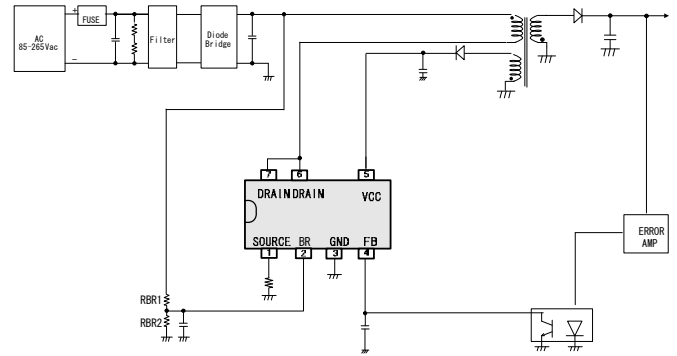 +
FUSE
AC
85-265Vac
-
Filter
Diode
Bridge
7
6
5
DRAIN DRAIN
VCC
SOURCE BR GND FB
1
2
3
4
ERROR
AMP
RBR1
RBR2